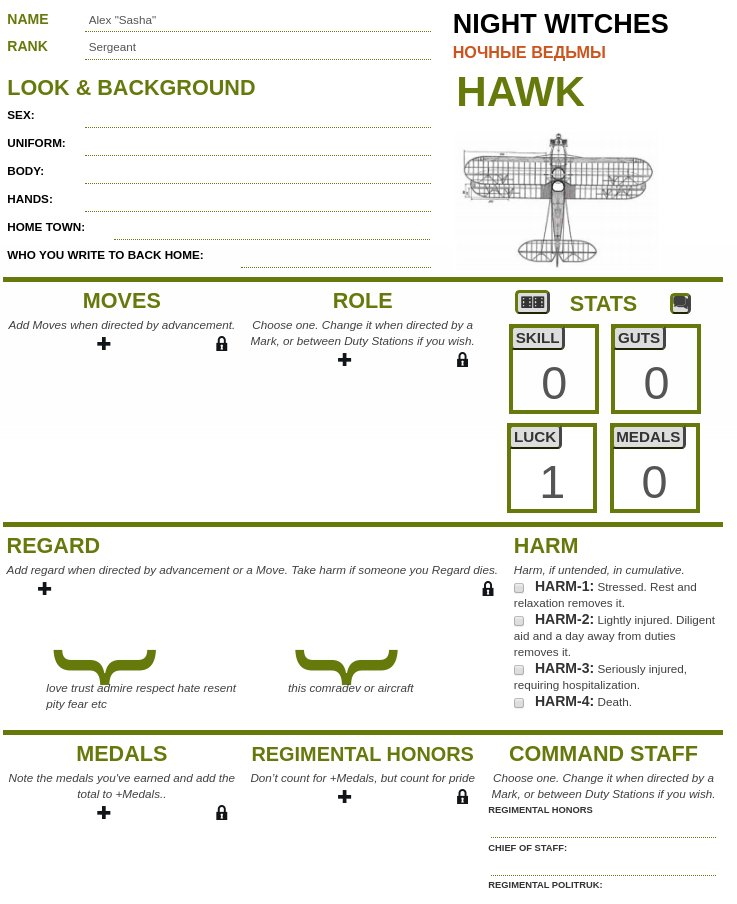 NAME Alex "Sasha"
RANK Sergeant
NIGHT WITCHES
НОЧНЫЕ ВЕДЬМЫ
HAWK
LOOK & BACKGROUND
SEX:
UNIFORM:
BODY:
HANDS:
HOME TOWN:
WHO YOU WRITE TO BACK HOME:
MOVES
Add Moves when directed by advancement.
ROLE
Choose one. Change it when directed by a
Mark, or between Duty Stations if you wish.
STATS
SKILL
0
GUTS
0
LUCK
1
MEDALS
0
REGARD
Add regard when directed by advancement or a Move. Take harm if someone you Regard dies.
love trust admire respect hate resent
pity fear etc
this comradev or aircraft
HARM
Harm, if untended, in cumulative.
HARM-1: Stressed. Rest and
relaxation removes it.
HARM-2: Lightly injured. Diligent
aid and a day away from duties
removes it.
HARM-3: Seriously injured,
requiring hospitalization.
HARM-4: Death.
MEDALS
Note the medals you've earned and add the
total to +Medals..
REGIMENTAL HONORS
Don't count for +Medals, but count for pride
COMMAND STAFF
Choose one. Change it when directed by a
Mark, or between Duty Stations if you wish.
REGIMENTAL HONORS
CHIEF OF STAFF:
REGIMENTAL POLITRUK: